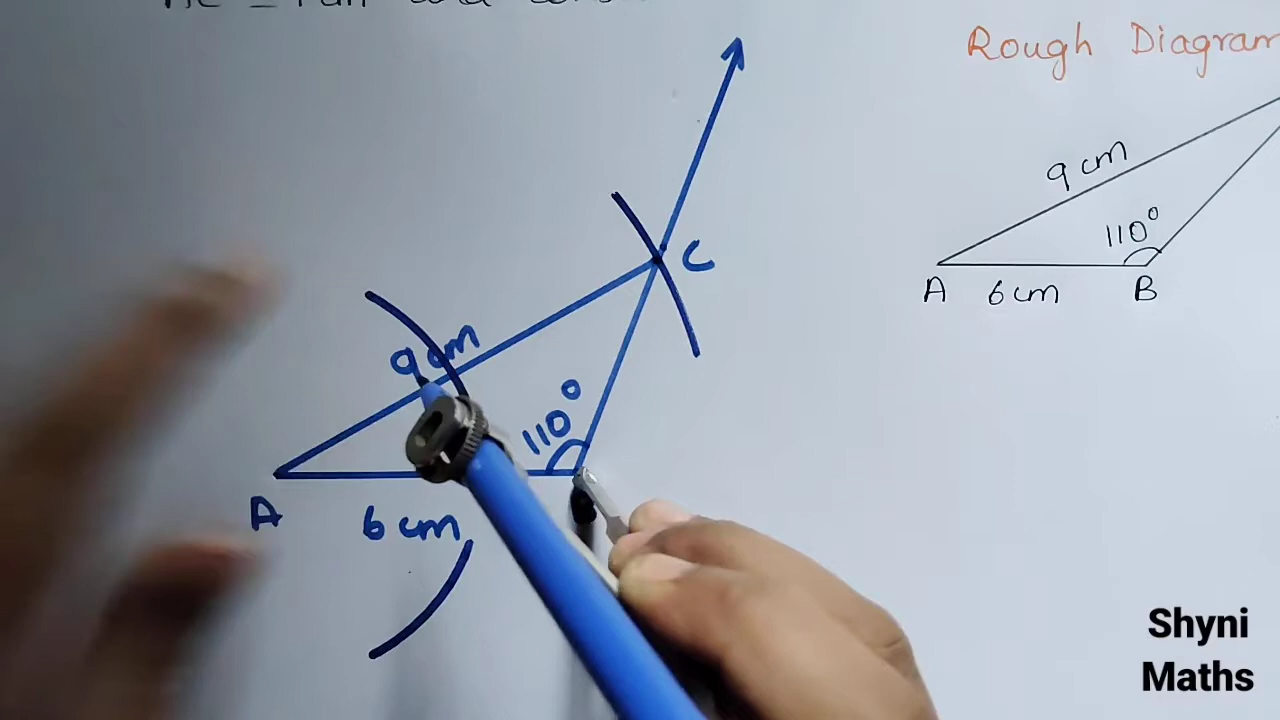 Rough Diagram
9 cm
110°
A 6 cm B
C
9 cm
110°
A
6 cm
Shyni
Maths